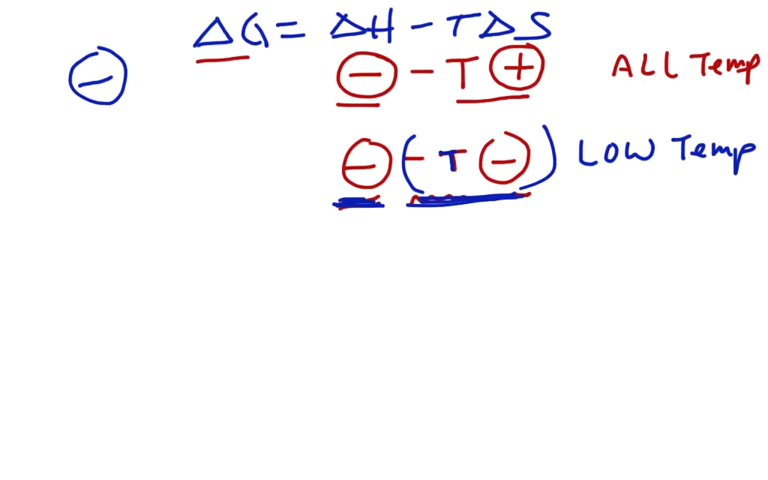 ΔG = ΔH - TΔS
⊖ ⊖ - T ⊕ ALL Temp
⊖ (- T ⊖) LOW Temp